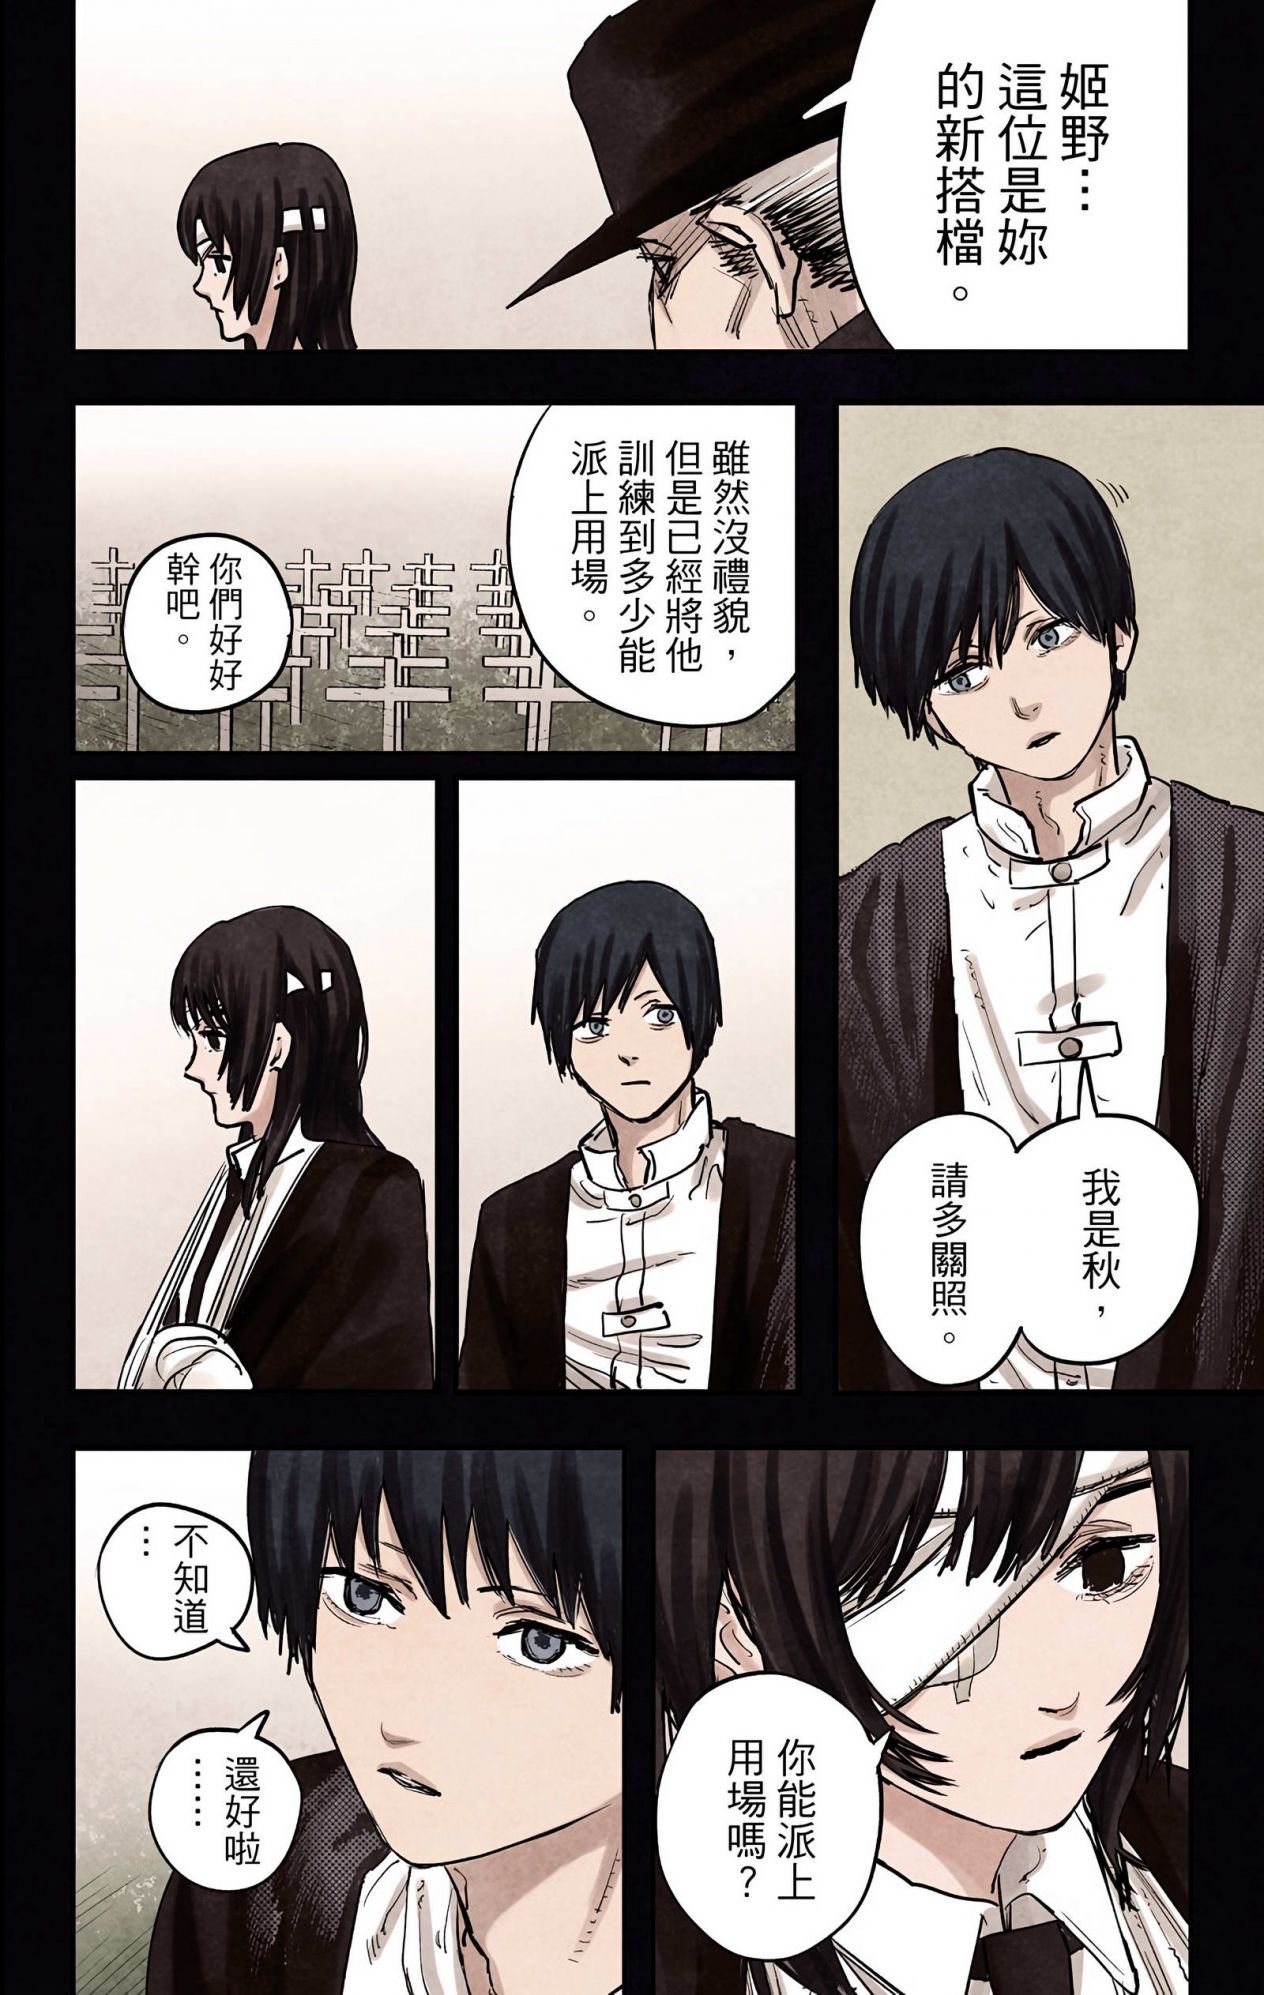 姬野…
這位是妳
的新搭檔。
我是秋，
請多關照。
雖然沒禮貌，
但是已經將他
訓練到多少能
派上用場。
你們好好
幹吧。
你能派上
用場嗎？
不知道
…
還好啦
……